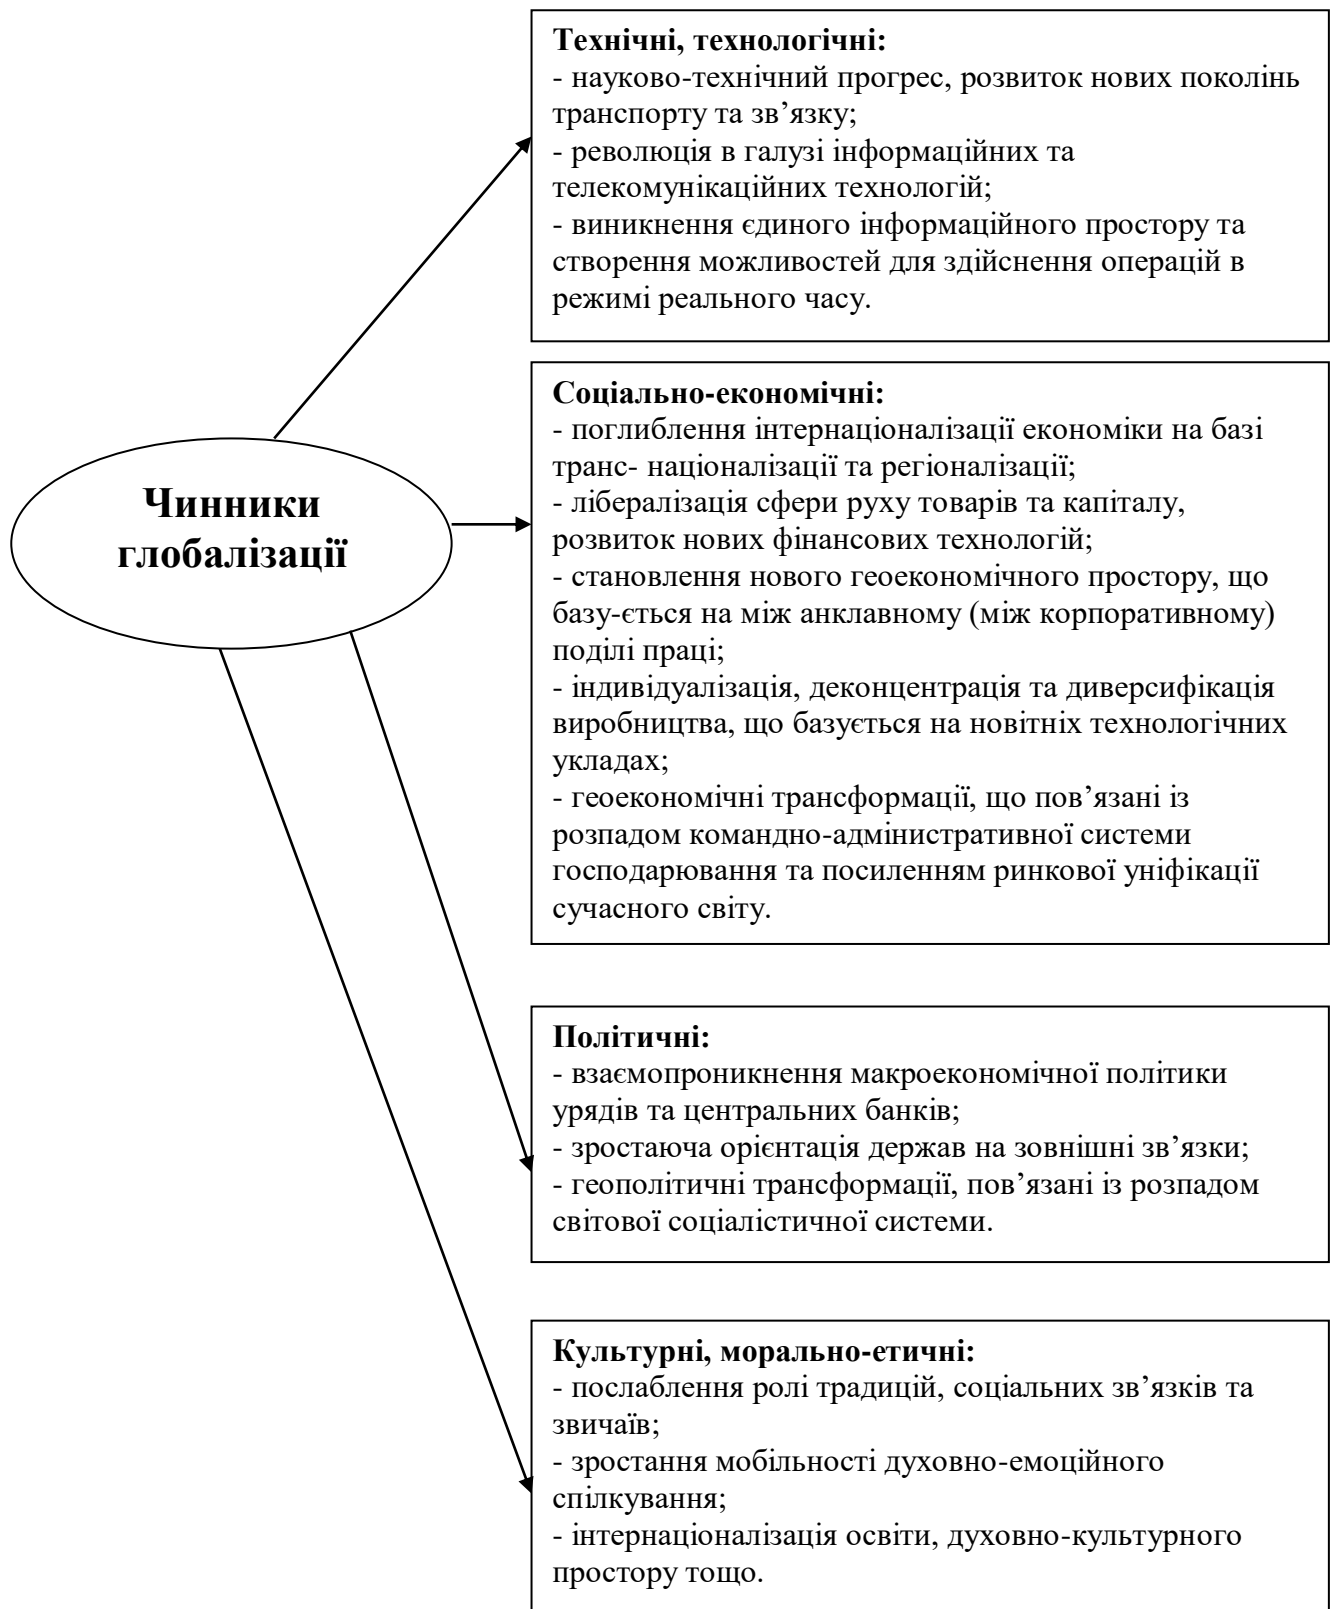 Технічні, технологічні:
- науково-технічний прогрес, розвиток нових поколінь
транспорту та зв’язку;
- революція в галузі інформаційних та
телекомунікаційних технологій;
- виникнення єдиного інформаційного простору та
створення можливостей для здійснення операцій в
режимі реального часу.
Чинники
глобалізації
Соціально-економічні:
- поглиблення інтернаціоналізації економіки на базі
транс- націоналізації та регіоналізації;
- лібералізація сфери руху товарів та капіталу,
розвиток нових фінансових технологій;
- становлення нового геоекономічного простору, що
базу-ється на між анклавному (між корпоративному)
поділі праці;
- індивідуалізація, деконцентрація та диверсифікація
виробництва, що базується на новітніх технологічних
укладах;
- геоекономічні трансформації, що пов’язані із
розпадом командно-адміністративної системи
господарювання та посиленням ринкової уніфікації
сучасного світу.
Політичні:
- взаємопроникнення макроекономічної політики
урядів та центральних банків;
- зростаюча орієнтація держав на зовнішні зв’язки;
- геополітичні трансформації, пов’язані із розпадом
світової соціалістичної системи.
Культурні, морально-етичні:
- послаблення ролі традицій, соціальних зв’язків та
звичаїв;
- зростання мобільності духовно-емоційного
спілкування;
- інтернаціоналізація освіти, духовно-культурного
простору тощо.